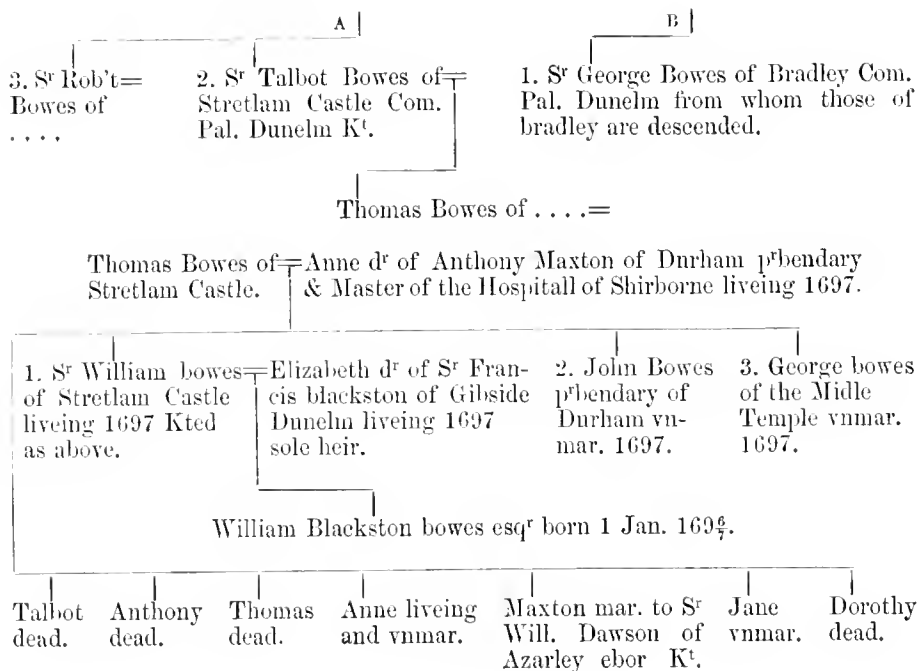 A
B
3. Sʳ Rob't=
Bowes of
. . . .
2. Sʳ Talbot Bowes of=
Stretlam Castle Com.
Pal. Dunelm Kᵗ.
1. Sʳ George Bowes of Bradley Com.
Pal. Dunelm from whom those of
bradley are descended.
Thomas Bowes of . . . .=
Thomas Bowes of=
Stretlam Castle.
Anne dʳ of Anthony Maxton of Durham pʳbendary
& Master of the Hospitall of Shirborne liveing 1697.
1. Sʳ William bowes=
of Stretlam Castle
liveing 1697 Kted
as above.
Elizabeth dʳ of Sʳ Fran-
cis blackston of Gibside
Dunelm liveing 1697
sole heir.
2. John Bowes
pʳbendary of
Durham vn-
mar. 1697.
3. George bowes
of the Midle
Temple vnmar.
1697.
William Blackston bowes esqʳ born 1 Jan. 169⁶⁄₇.
Talbot
dead.
Anthony
dead.
Thomas
dead.
Anne liveing
and vnmar.
Maxton mar. to Sʳ
Will. Dawson of
Azarley ebor Kᵗ.
Jane
vnmar.
Dorothy
dead.